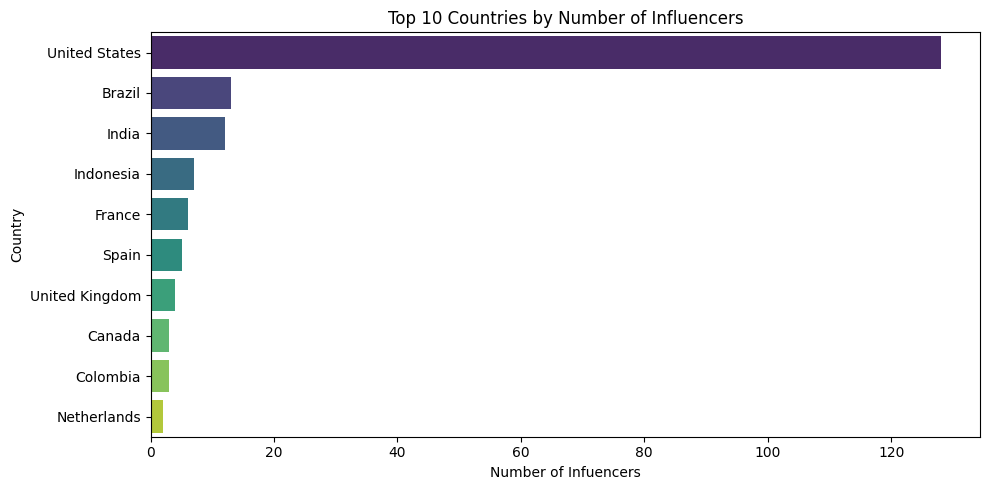 Top 10 Countries by Number of Influencers
Country
United States
Brazil
India
Indonesia
France
Spain
United Kingdom
Canada
Colombia
Netherlands
0 20 40 60 80 100 120
Number of Infuencers